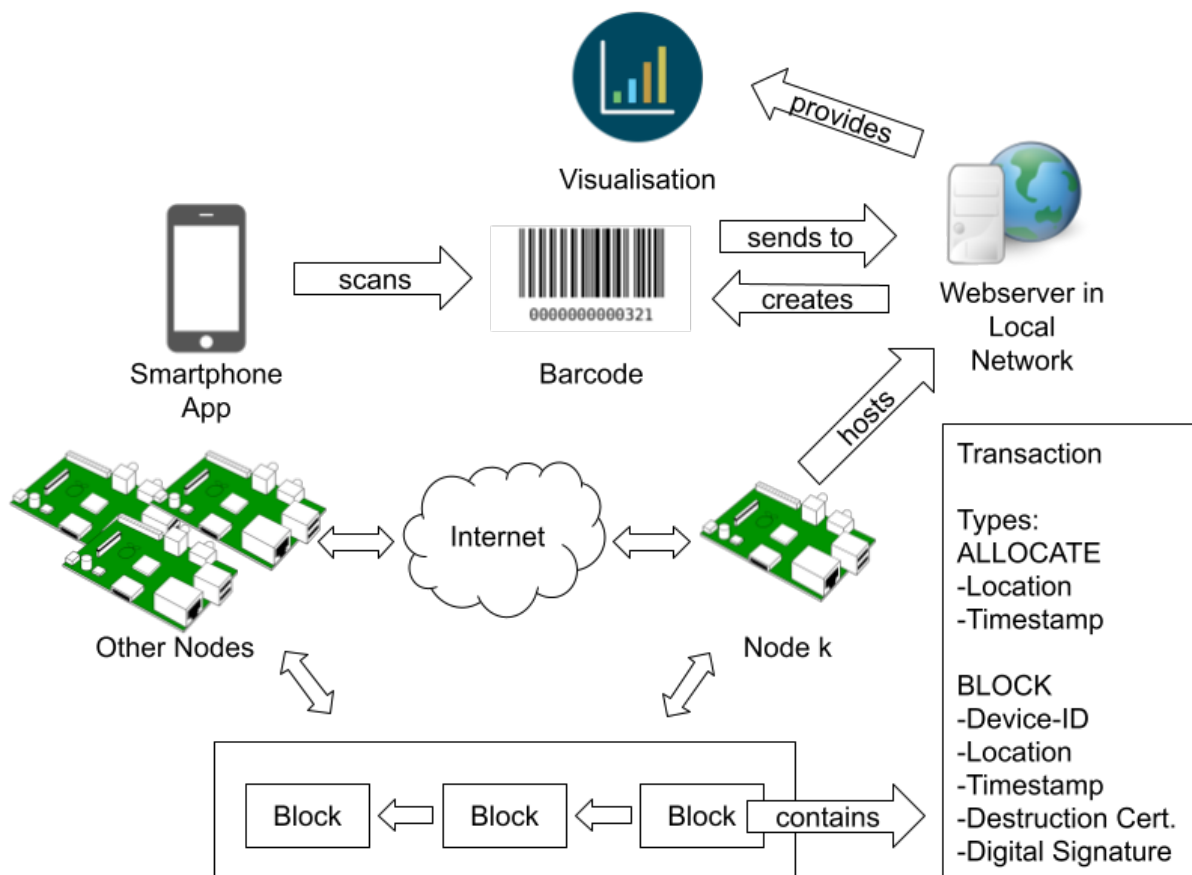 provides
Visualisation
scans
0000000000321
sends to
creates
Smartphone
App
Barcode
Webserver in
Local
Network
hosts
Internet
Other Nodes
Node k
Block
Block
Block
contains
Transaction
Types:
ALLOCATE
-Location
-Timestamp
BLOCK
-Device-ID
-Location
-Timestamp
-Destruction Cert.
-Digital Signature